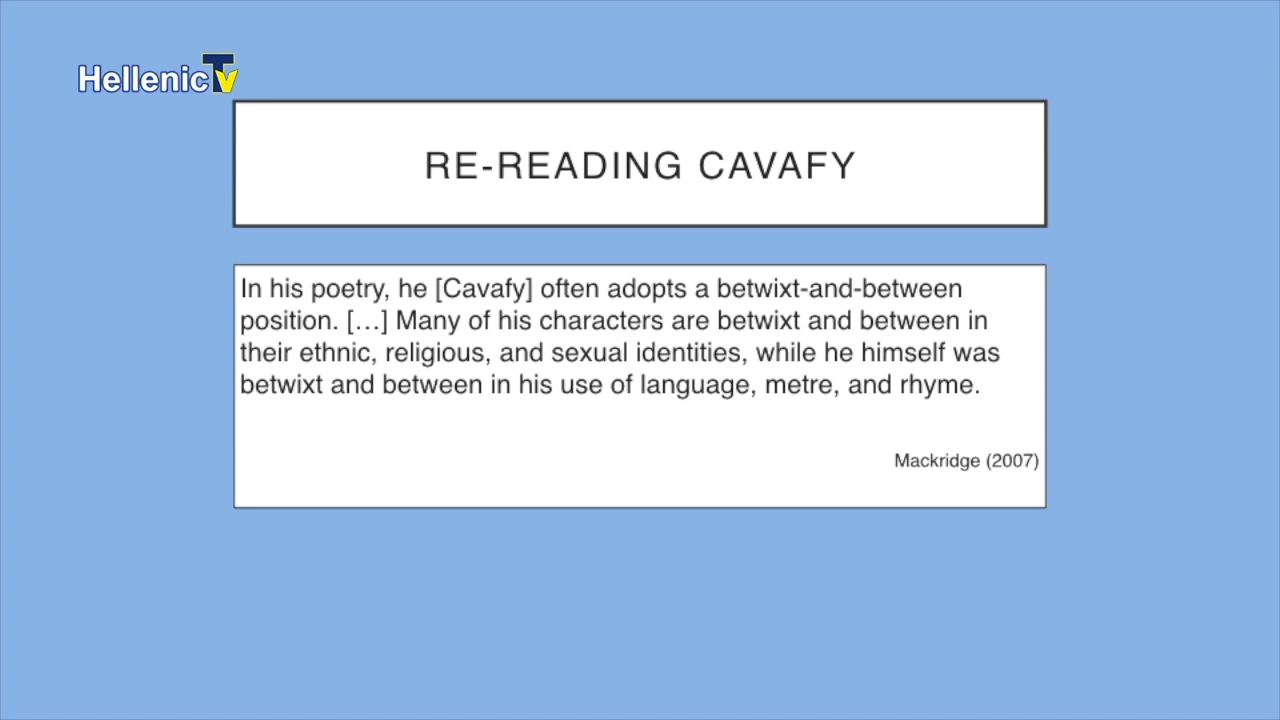 HellenicTv
RE-READING CAVAFY
In his poetry, he [Cavafy] often adopts a betwixt-and-between
position. […] Many of his characters are betwixt and between in
their ethnic, religious, and sexual identities, while he himself was
betwixt and between in his use of language, metre, and rhyme.
Mackridge (2007)